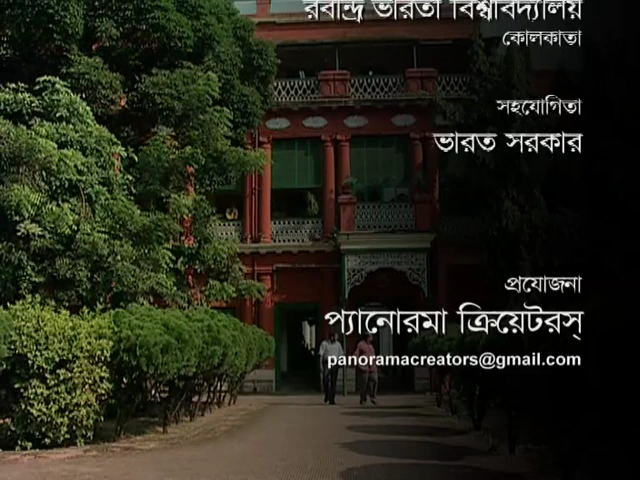 রবীন্দ্র ভারতী বিশ্ববিদ্যালয়
কোলকাতা
সহযোগিতা
ভারত সরকার
প্রযোজনা
প্যানোরমা ক্রিয়েটরস্
panoramacreators@gmail.com